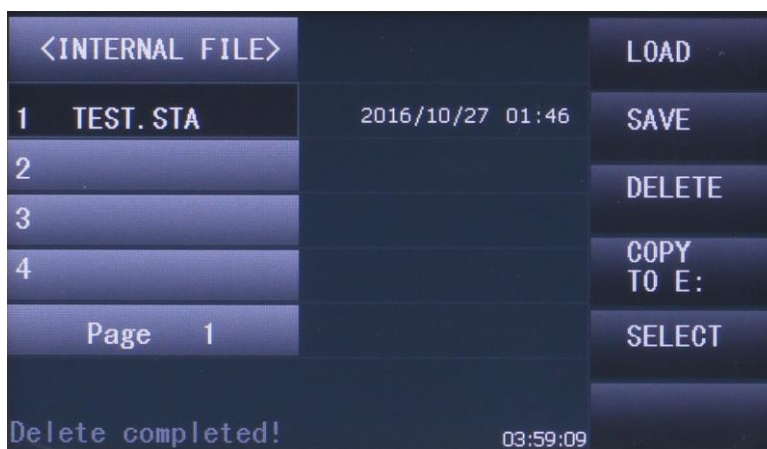 <INTERNAL FILE>
LOAD
1 TEST.STA 2016/10/27 01:46
SAVE
2
DELETE
3
4
COPY
TO E:
Page 1
SELECT
Delete completed!
03:59:09